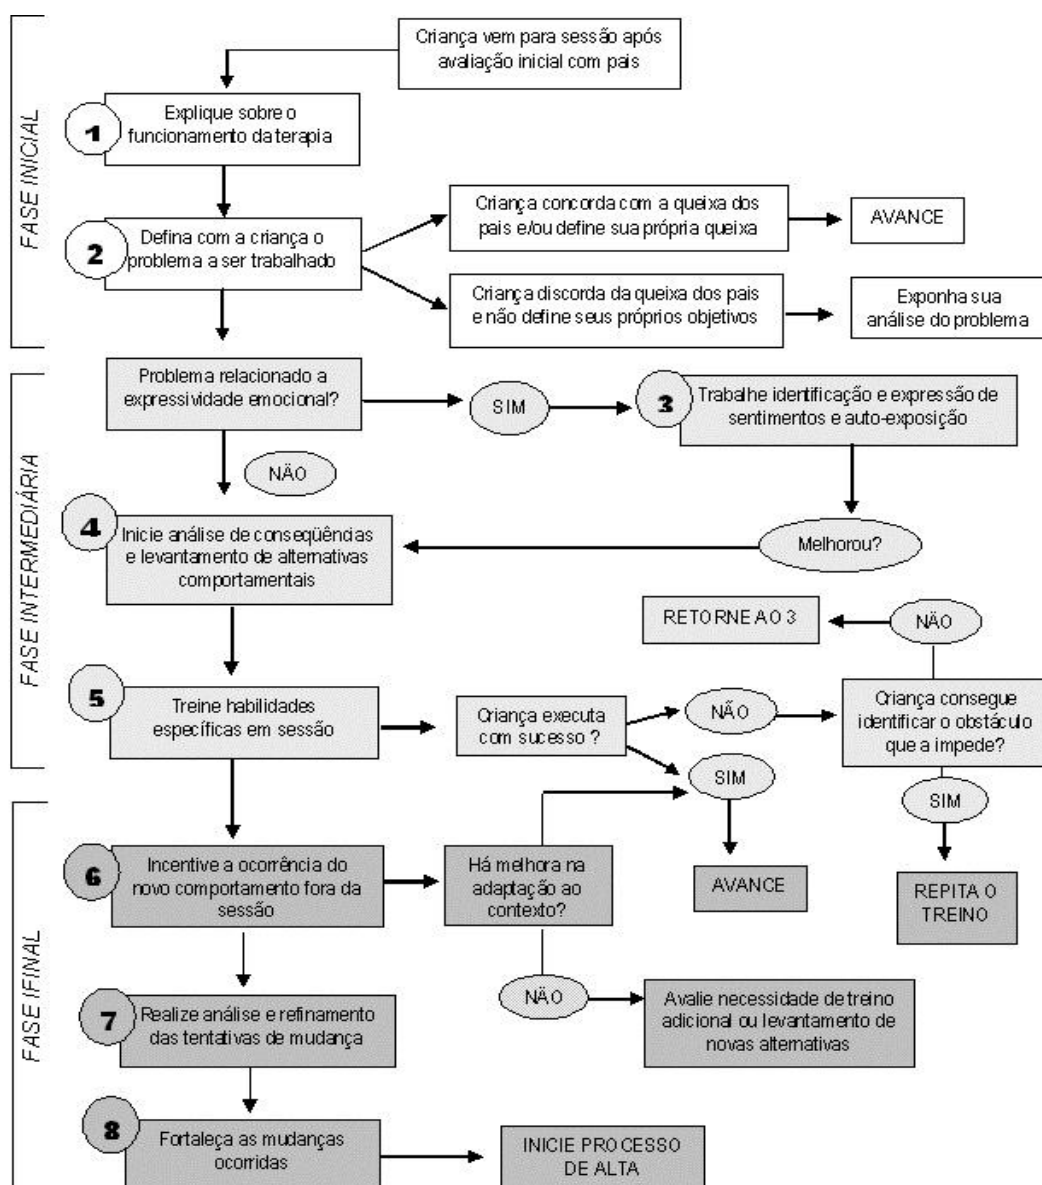 Criança vem para sessão após
avaliação inicial com pais
FASE INICIAL
1
Explique sobre o
funcionamento da terapia
2
Defina com a criança o
problema a ser trabalhado
Criança concorda com a queixa dos
pais e/ou define sua própria queixa
AVANCE
Criança discorda da queixa dos pais
e não define seus próprios objetivos
Exponha sua
análise do problema
FASE INTERMEDIÁRIA
Problema relacionado a
expressividade emocional?
SIM
3
Trabalhe identificação e expressão de
sentimentos e auto-exposição
NÃO
4
Inicie análise de conseqüências
e levantamento de alternativas
comportamentais
Melhorou?
RETORNE AO 3
NÃO
5
Treine habilidades
específicas em sessão
Criança executa
com sucesso ?
NÃO
Criança consegue
identificar o obstáculo
que a impede?
SIM
SIM
FASE IFINAL
6
Incentive a ocorrência do
novo comportamento fora da
sessão
Há melhora na
adaptação ao
contexto?
AVANCE
REPITA O
TREINO
NÃO
7
Realize análise e refinamento
das tentativas de mudança
Avalie necessidade de treino
adicional ou levantamento de
novas alternativas
8
Fortaleça as mudanças
ocorridas
INICIE PROCESSO
DE ALTA